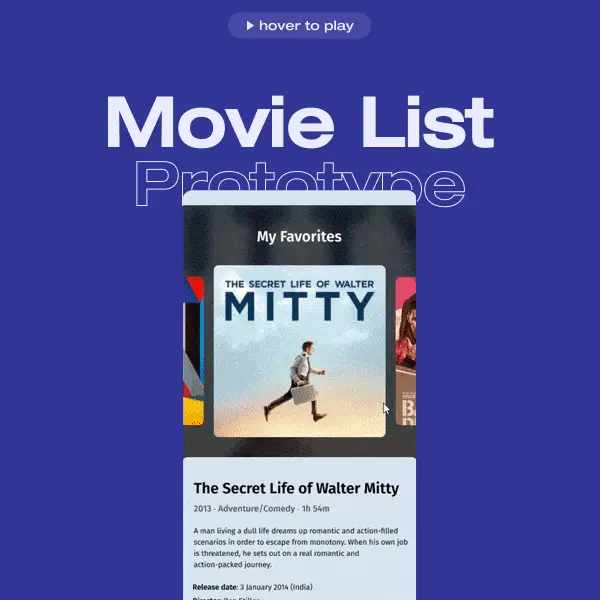 hover to play
Movie List
Prototype
My Favorites
THE SECRET LIFE OF WALTER
MITTY
The Secret Life of Walter Mitty
2013 · Adventure/Comedy · 1h 54m
A man living a dull life dreams up romantic and action-filled
scenarios in order to escape from monotony. When his own job
is threatened, he sets out on a real romantic and
action-packed journey.
Release date: 3 January 2014 (India)
Director: Ben Stiller